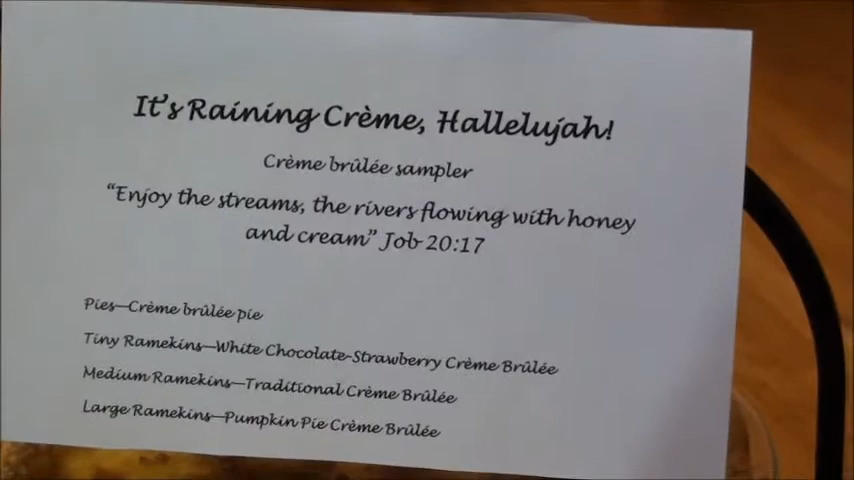 It's Raining Crème, Hallelujah!
Crème brûlée sampler
"Enjoy the streams, the rivers flowing with honey
and cream" Job 20:17
Pies—Crème brûlée pie
Tiny Ramekins—White Chocolate-Strawberry Crème Brûlée
Medium Ramekins—Traditional Crème Brûlée
Large Ramekins—Pumpkin Pie Crème Brûlée